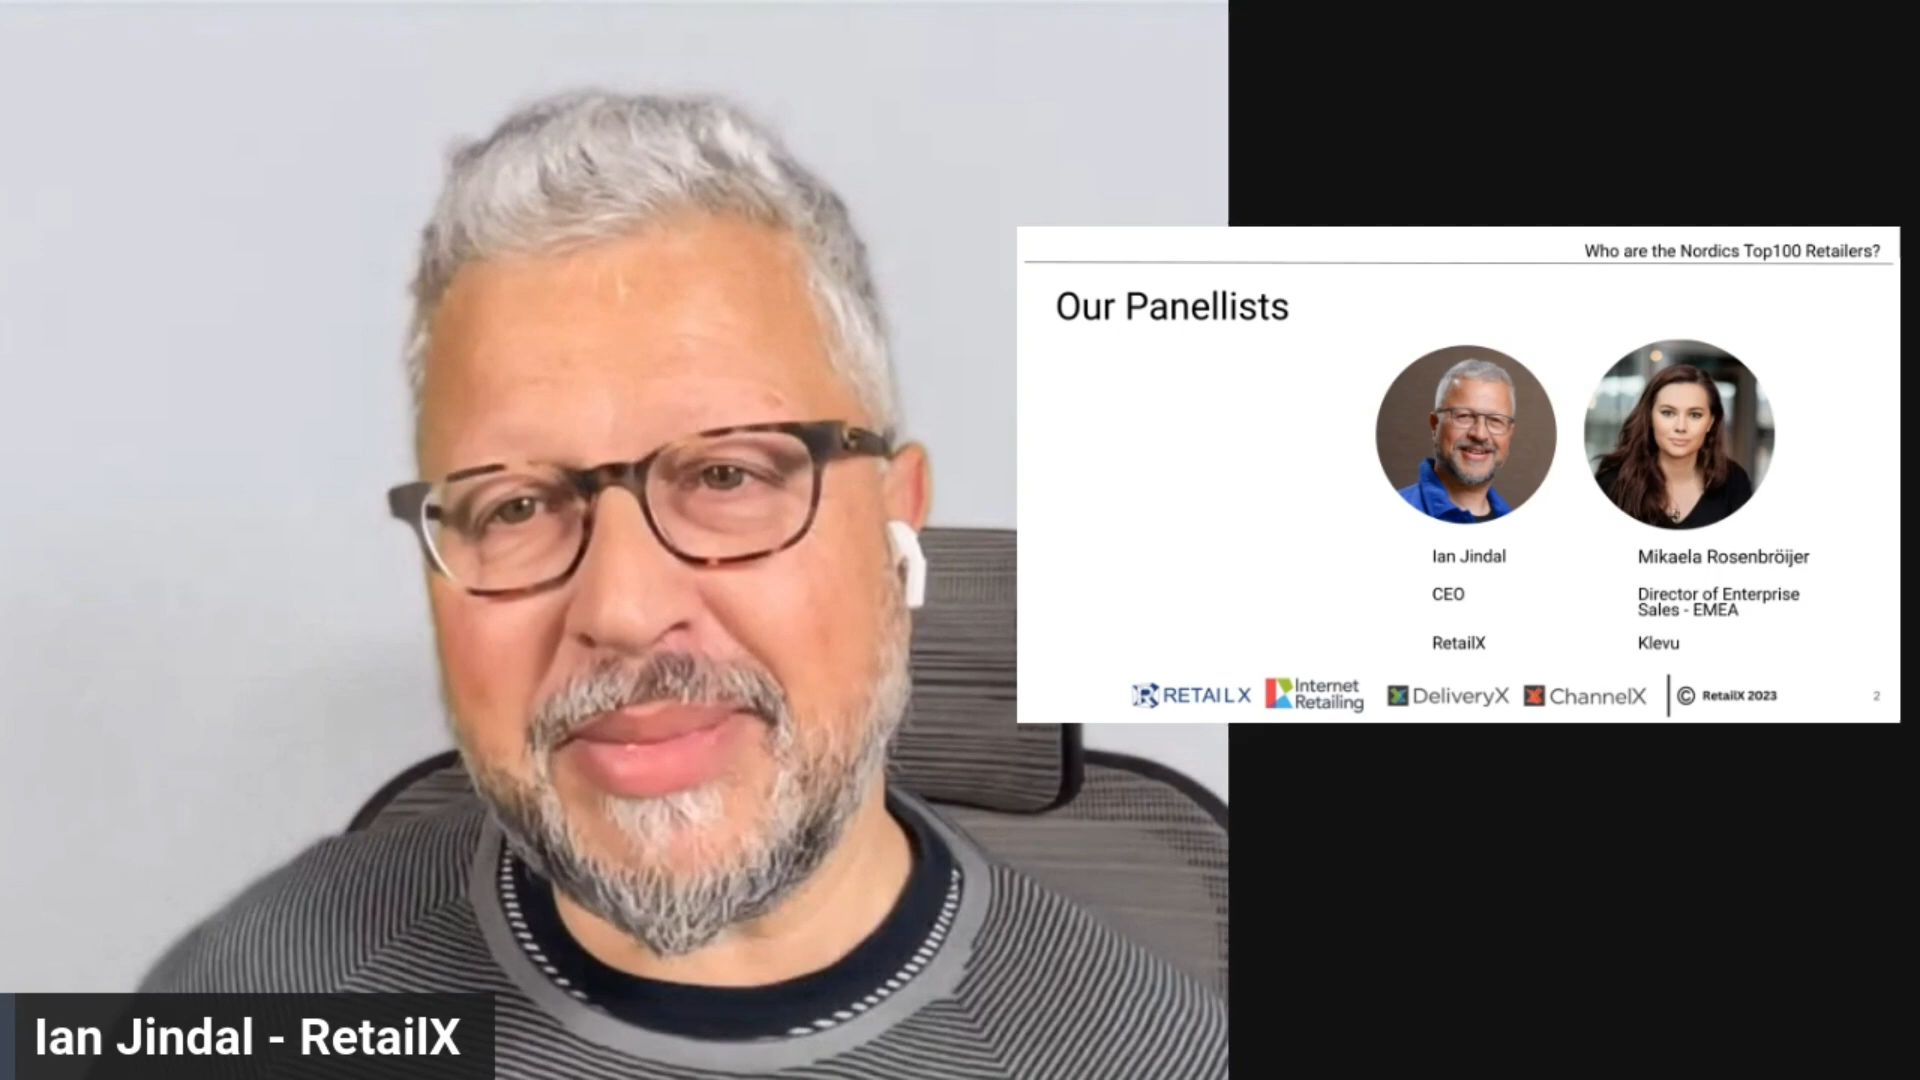 Who are the Nordics Top100 Retailers?
Our Panellists
Ian Jindal
CEO
RetailX
Mikaela Rosenbröijer
Director of Enterprise
Sales - EMEA
Klevu
RETAIL X
Internet
Retailing
DeliveryX
ChannelX
© RetailX 2023
2
Ian Jindal - RetailX